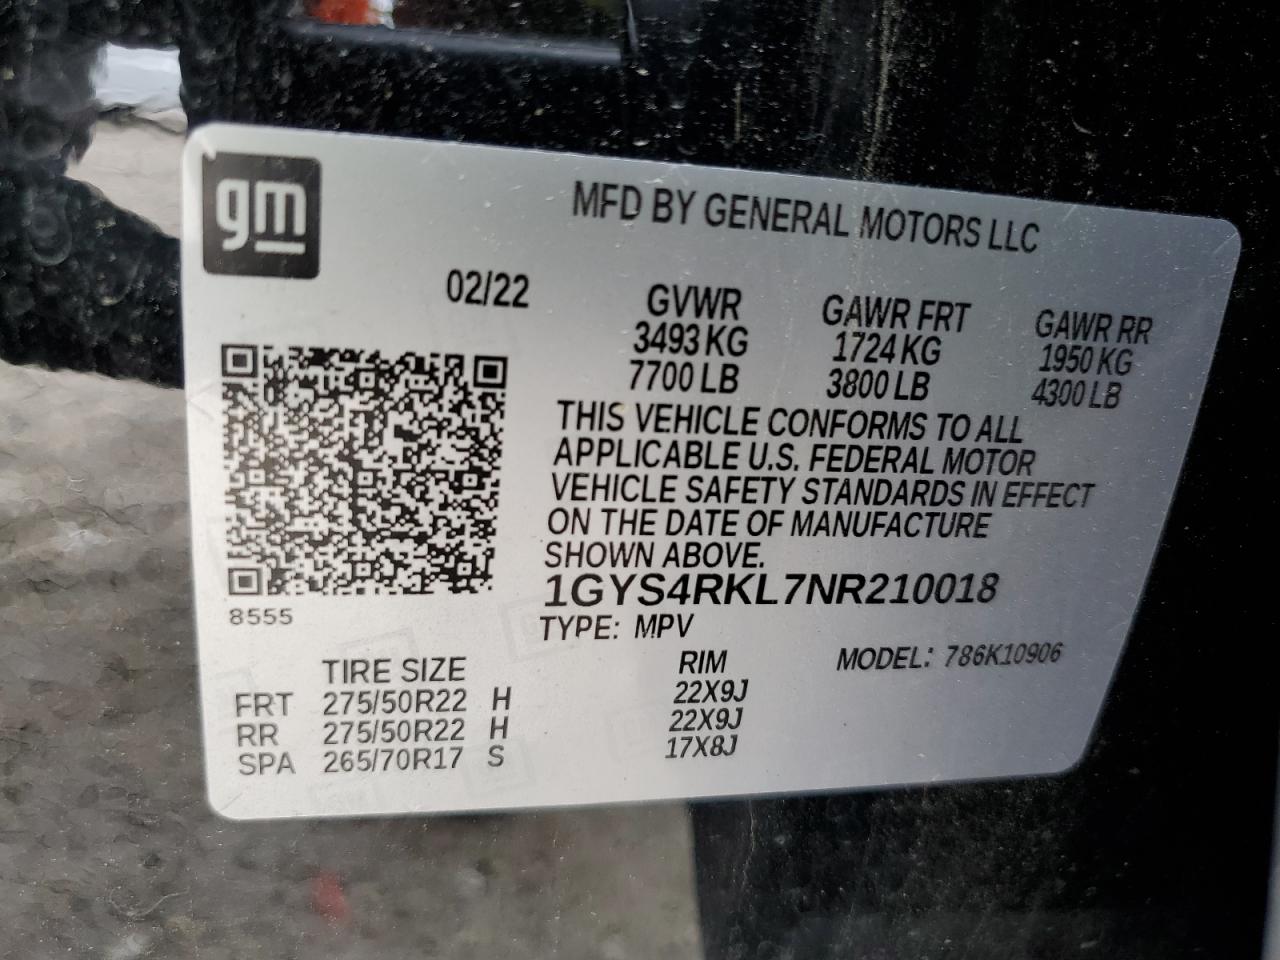 gm
MFD BY GENERAL MOTORS LLC
02/22
GVWR GAWR FRT GAWR RR
3493 KG 1724 KG 1950 KG
7700 LB 3800 LB 4300 LB
THIS VEHICLE CONFORMS TO ALL
APPLICABLE U.S. FEDERAL MOTOR
VEHICLE SAFETY STANDARDS IN EFFECT
ON THE DATE OF MANUFACTURE
SHOWN ABOVE.
1GYS4RKL7NR210018
8555
TYPE: MPV MODEL: 786K10906
TIRE SIZE RIM
FRT 275/50R22 H 22X9J
RR 275/50R22 H 22X9J
SPA 265/70R17 S 17X8J